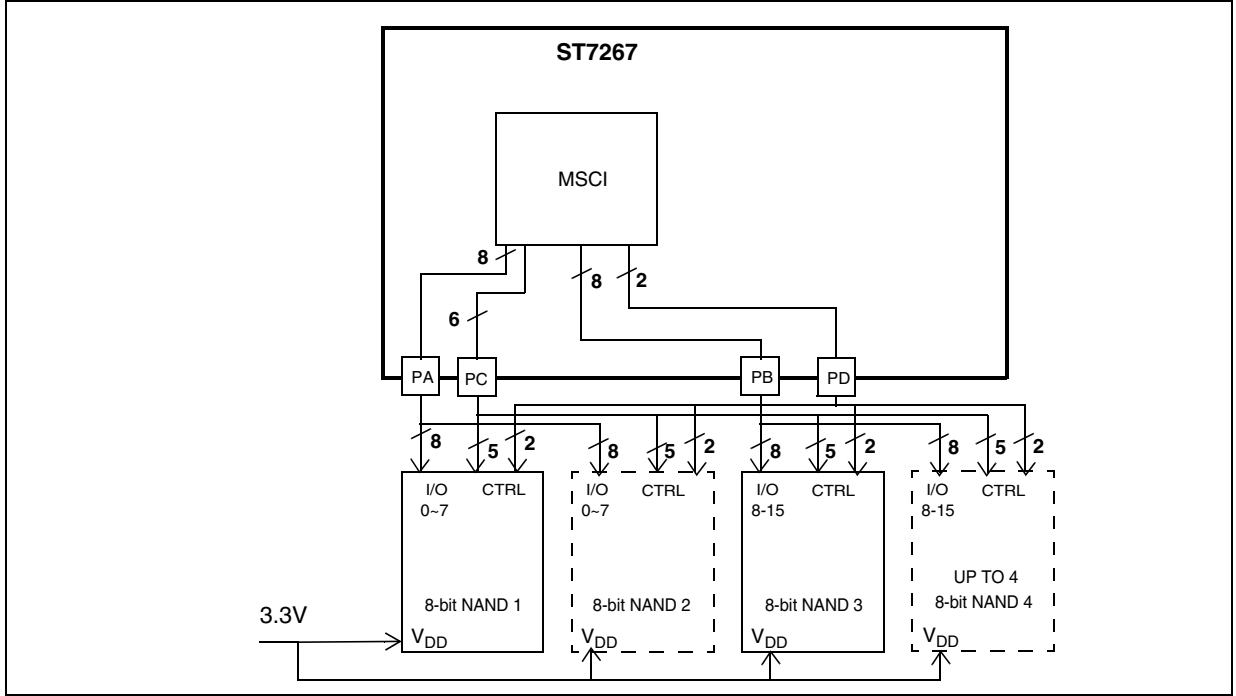 ST7267
MSCI
8
8
2
6
PA
PC
PB
PD
8
5
2
8
5
2
8
5
2
8
5
2
I/O
0~7
CTRL
I/O
0~7
CTRL
I/O
8-15
CTRL
I/O
8-15
CTRL
8-bit NAND 1
8-bit NAND 2
8-bit NAND 3
UP TO 4
8-bit NAND 4
3.3V
VDD
VDD
VDD
VDD